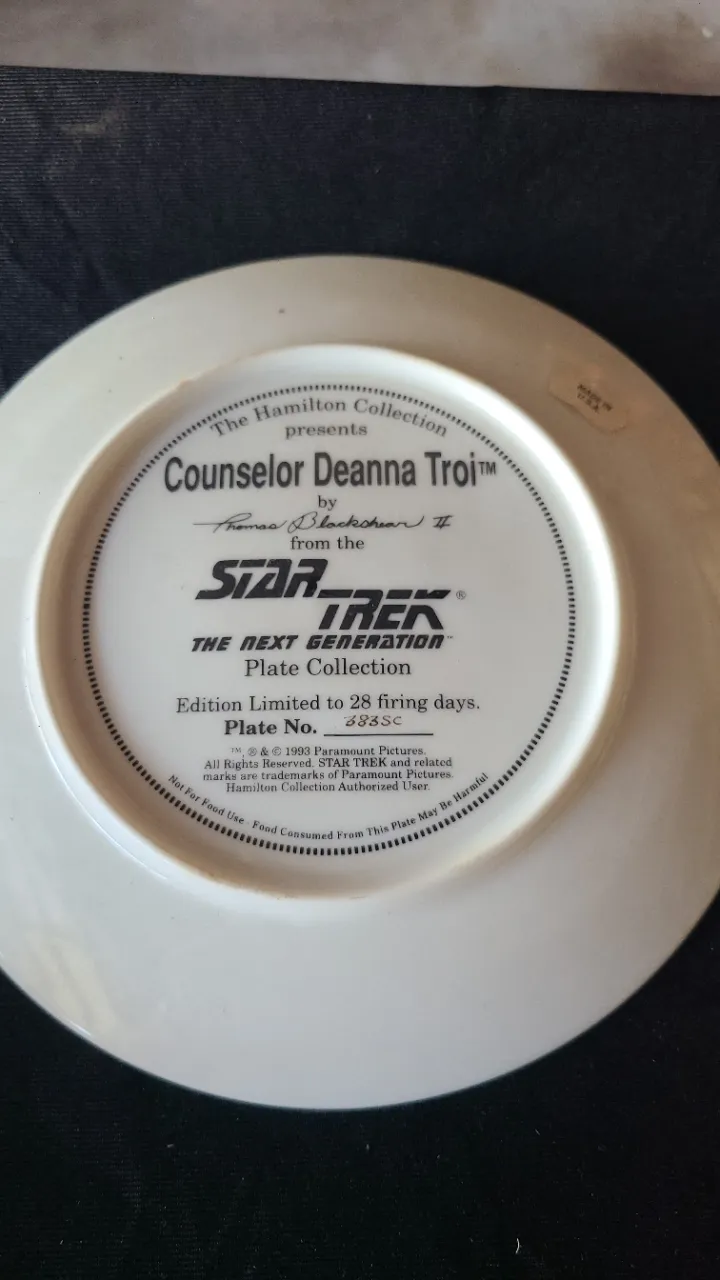 The Hamilton Collection
presents
Counselor Deanna Troi™
by
Thomas Blackshear II
from the
STAR
TREK®
THE NEXT GENERATION™
Plate Collection
Edition Limited to 28 firing days.
Plate No. 3835C
™, ® & © 1993 Paramount Pictures.
All Rights Reserved. STAR TREK and related
marks are trademarks of Paramount Pictures.
Hamilton Collection Authorized User.
Not For Food Use - Food Consumed From This Plate May Be Harmful
MADE IN
U.S.A.